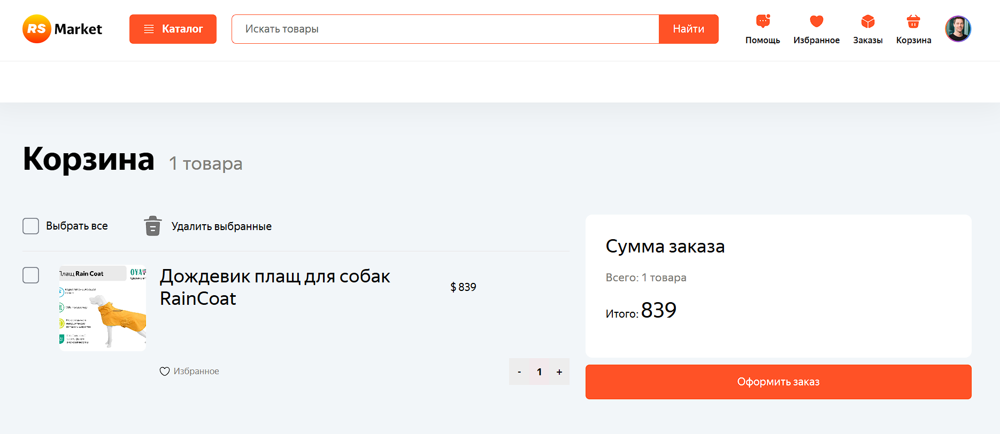 RS Market
Каталог
Искать товары
Найти
Помощь
Избранное
Заказы
Корзина
Корзина 1 товара
Выбрать все
Удалить выбранные
Плащ Rain Coat
OYA
Дождевик плащ для собак
RainCoat
$ 839
Избранное
- 1 +
Сумма заказа
Всего: 1 товара
Итого: 839
Оформить заказ